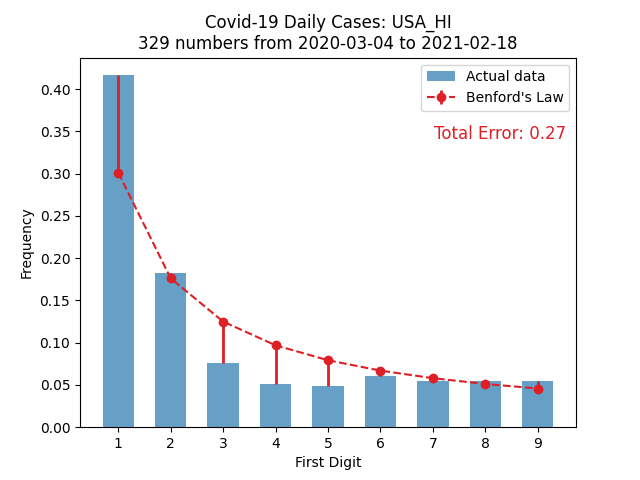 Covid-19 Daily Cases: USA_HI
329 numbers from 2020-03-04 to 2021-02-18
Actual data
Benford's Law
Total Error: 0.27
0.40
0.35
0.30
0.25
0.20
0.15
0.10
0.05
0.00
Frequency
1 2 3 4 5 6 7 8 9
First Digit